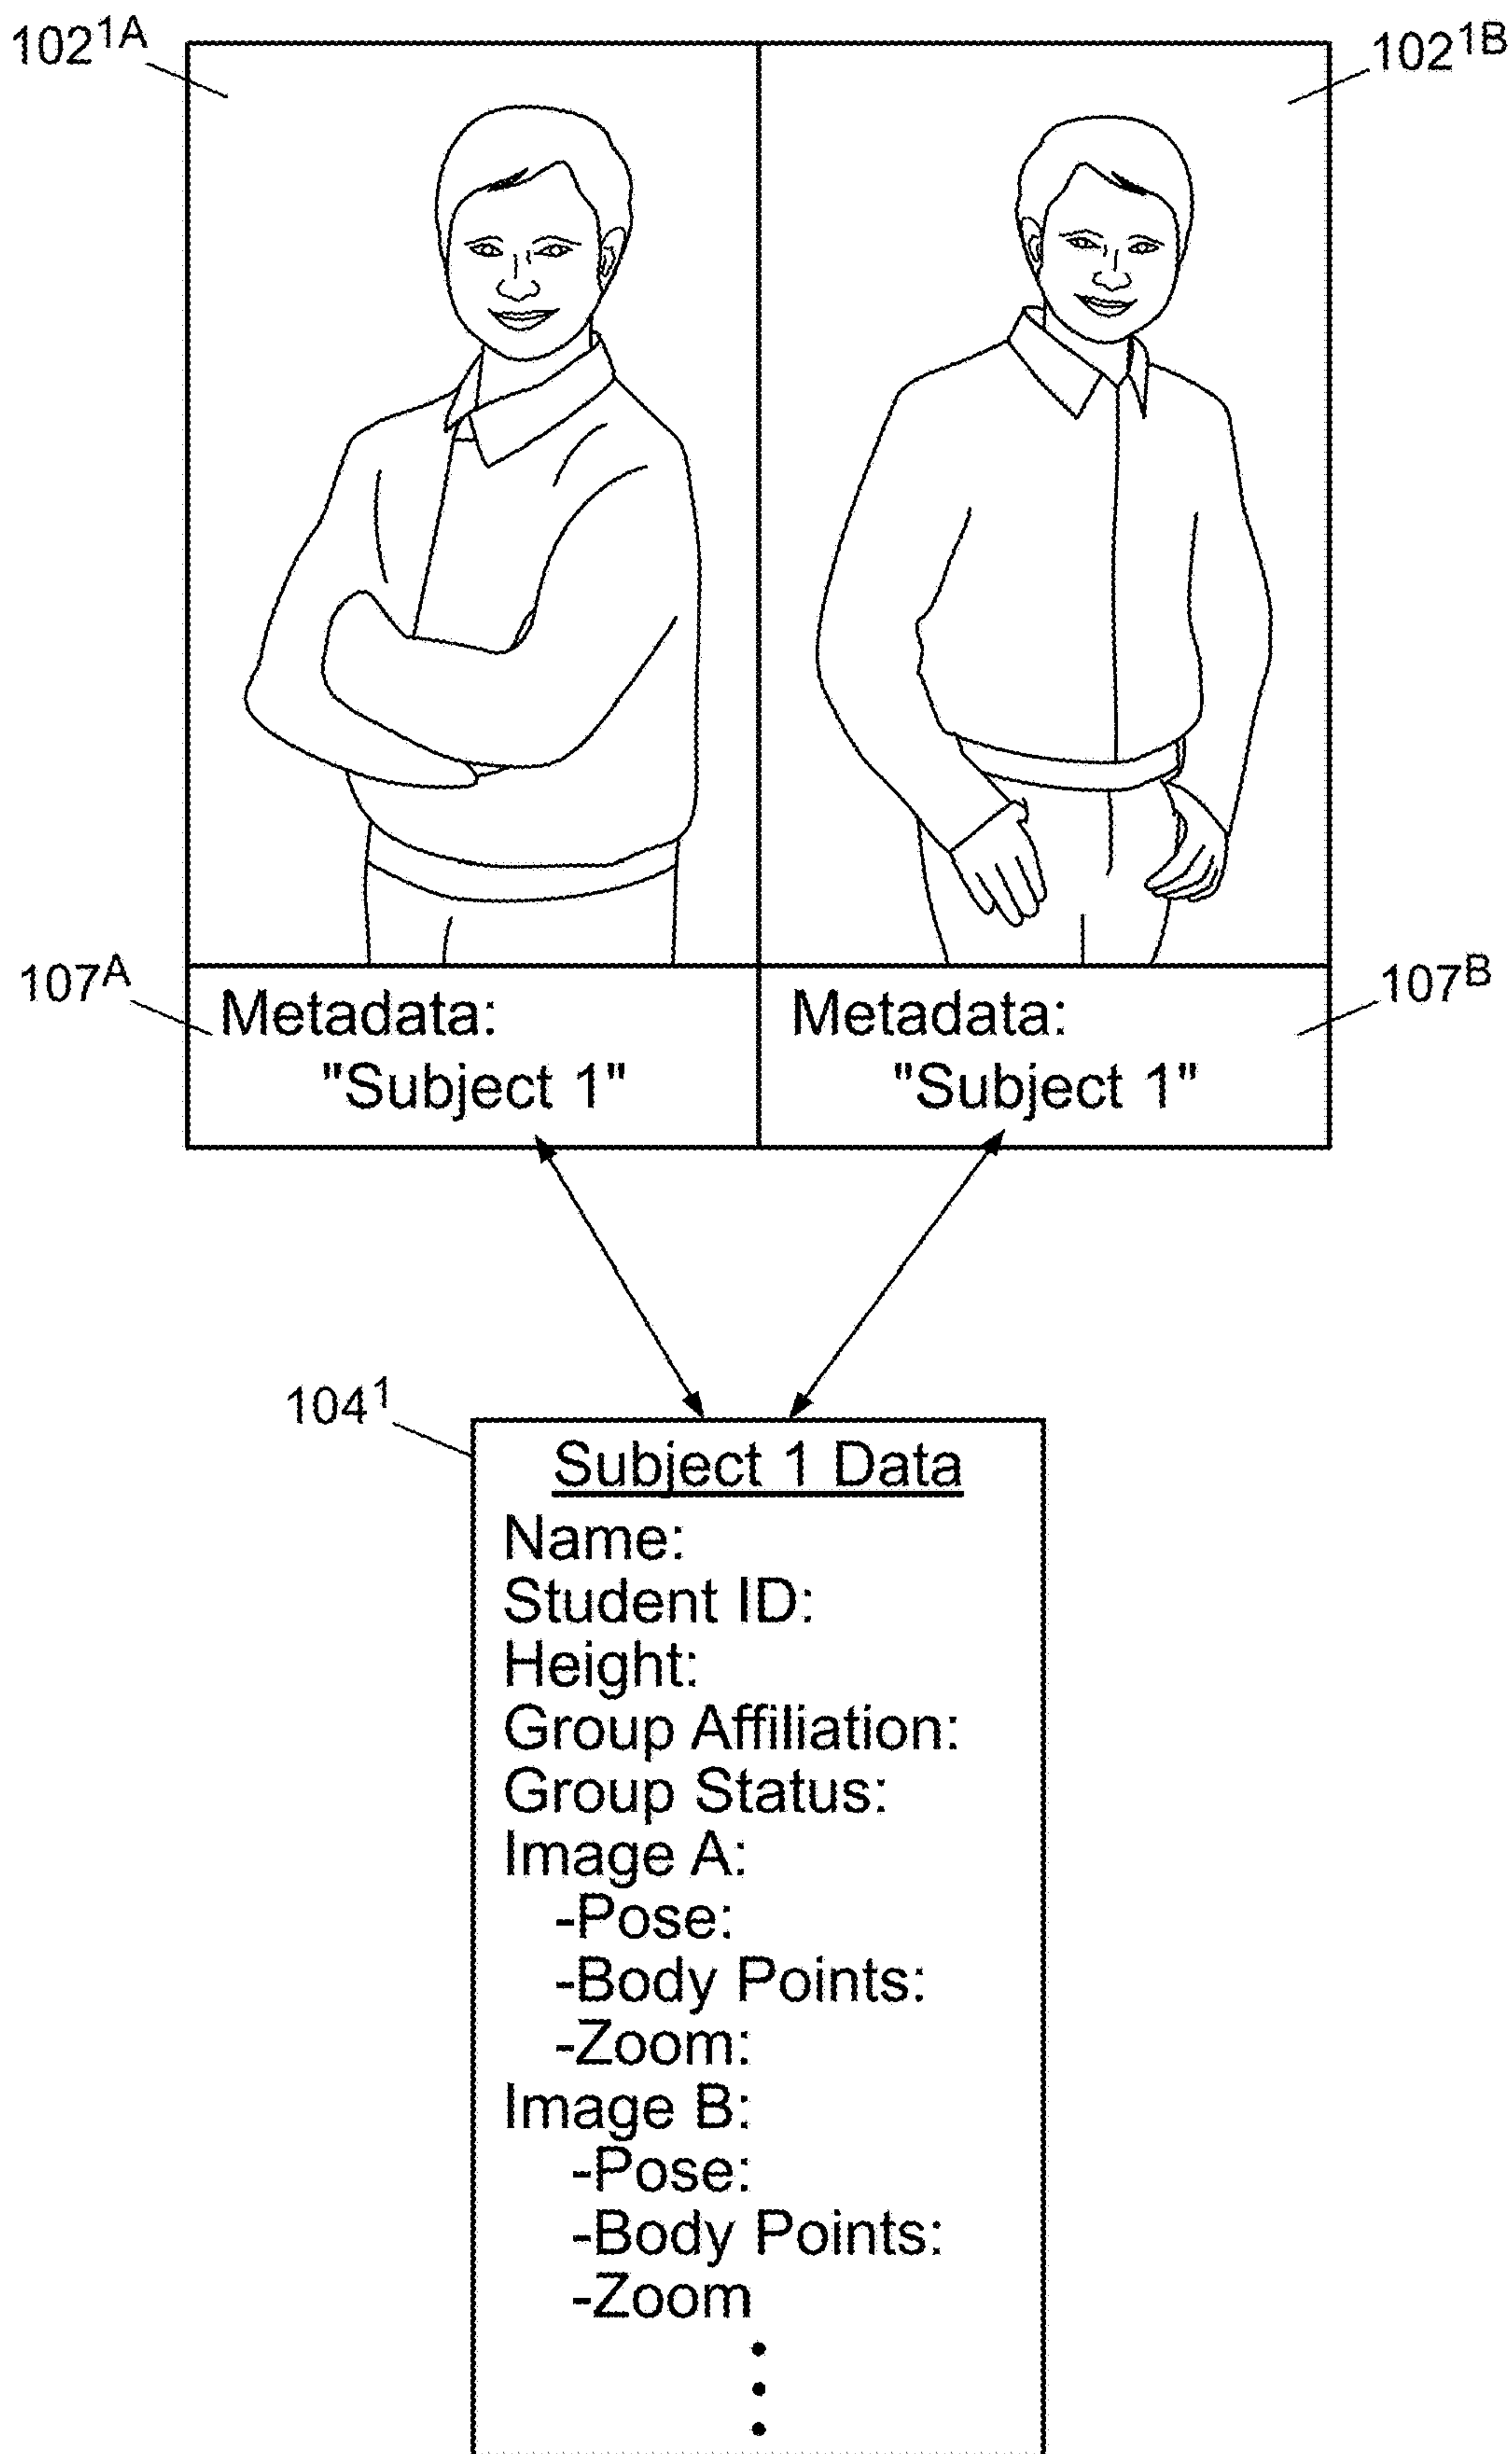 102^1A
102^1B
107^A
107^B
Metadata:
"Subject 1"
Metadata:
"Subject 1"
104^1
Subject 1 Data
Name:
Student ID:
Height:
Group Affiliation:
Group Status:
Image A:
-Pose:
-Body Points:
-Zoom:
Image B:
-Pose:
-Body Points:
-Zoom